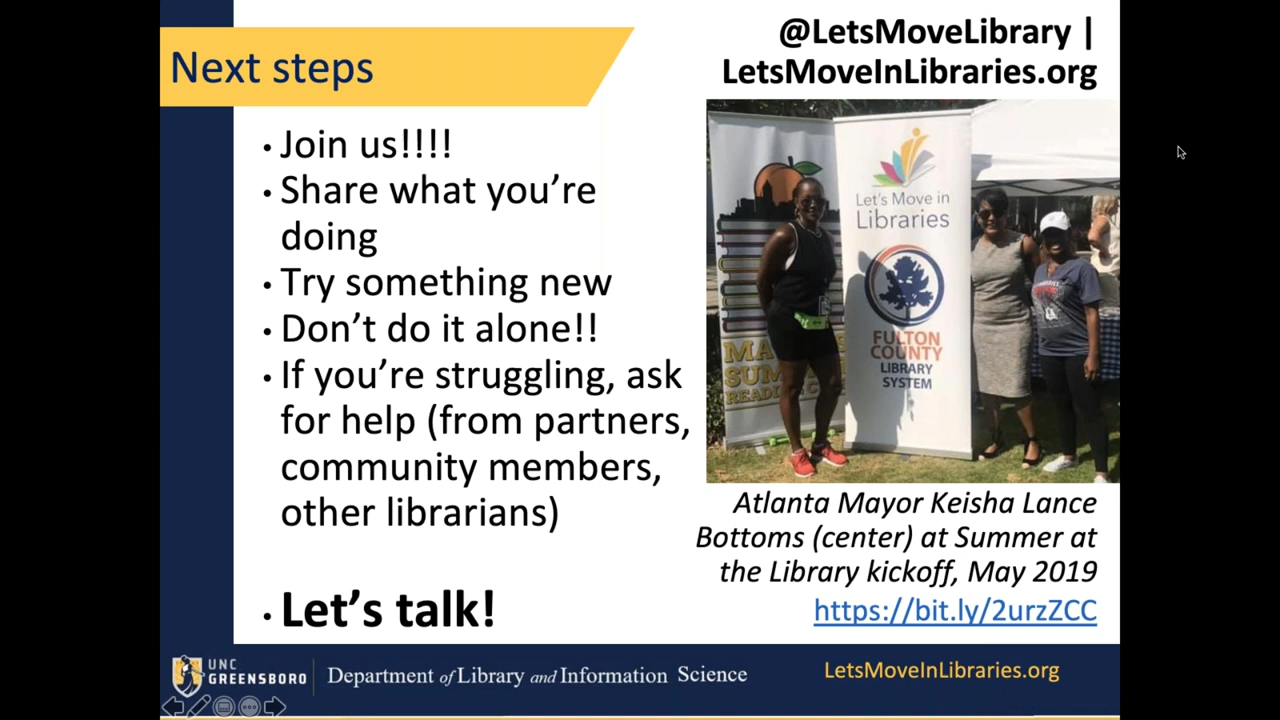 Next steps
• Join us!!!!
• Share what you're
doing
• Try something new
• Don't do it alone!!
• If you're struggling, ask
for help (from partners,
community members,
other librarians)
• Let's talk!
@LetsMoveLibrary |
LetsMoveInLibraries.org
Let's Move in
Libraries
FULTON
COUNTY
LIBRARY
SYSTEM
Atlanta Mayor Keisha Lance
Bottoms (center) at Summer at
the Library kickoff, May 2019
https://bit.ly/2urzZCC
UNC
GREENSBORO
Department of Library and Information Science
LetsMoveInLibraries.org